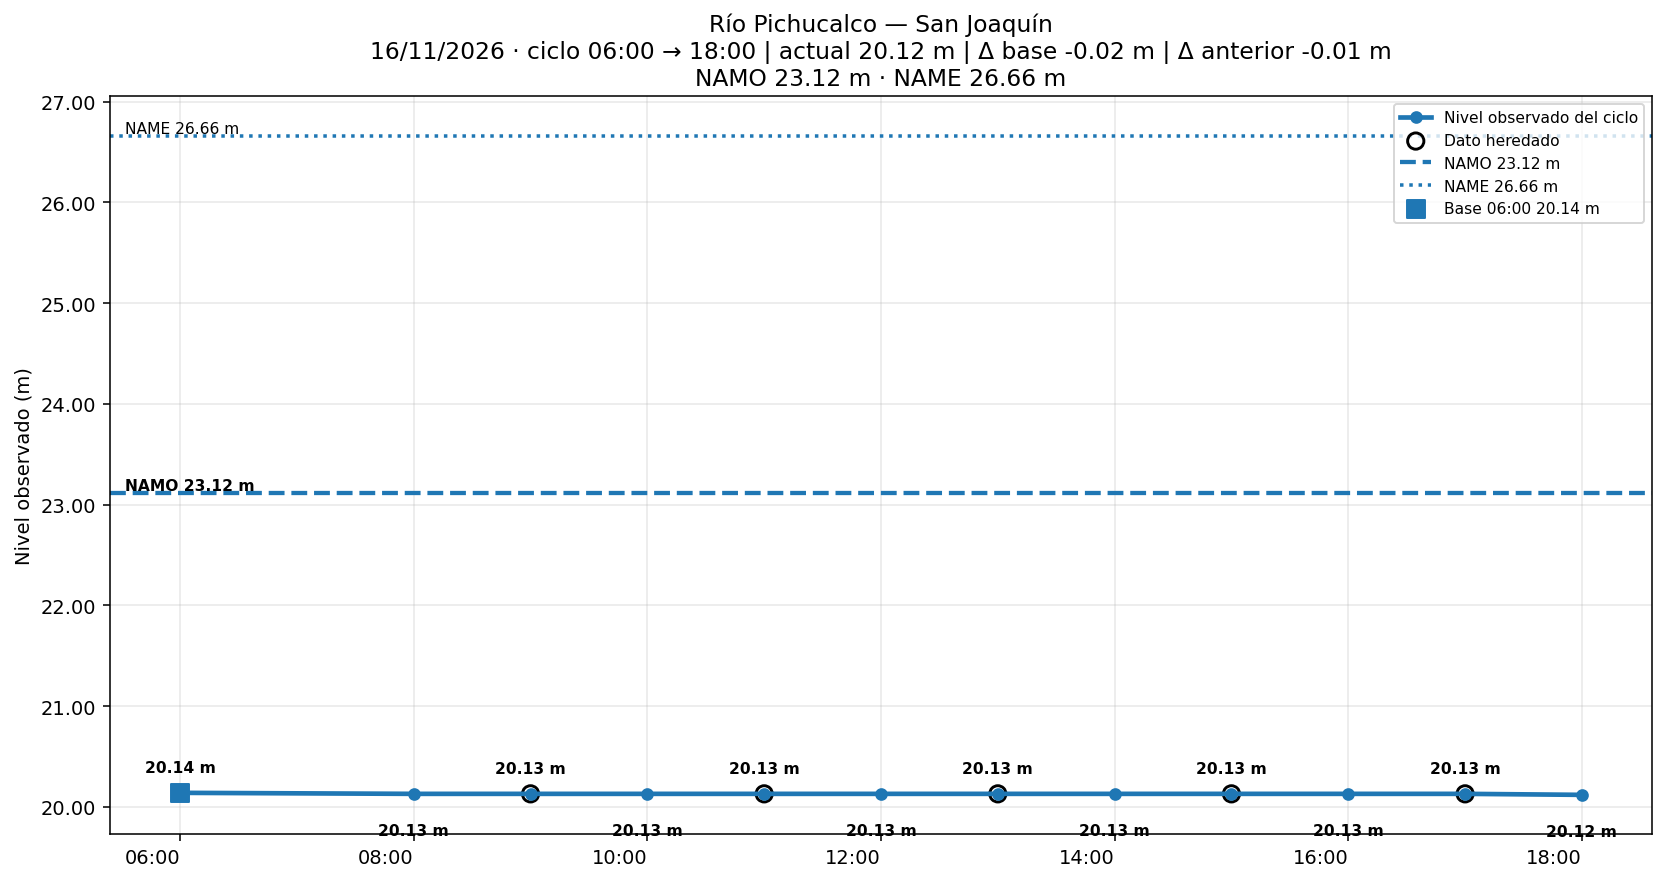 Río Pichucalco — San Joaquín
16/11/2026 · ciclo 06:00 → 18:00 | actual 20.12 m | Δ base -0.02 m | Δ anterior -0.01 m
NAMO 23.12 m · NAME 26.66 m
Nivel observado (m)
27.00
26.00
25.00
24.00
23.00
22.00
21.00
20.00
NAME 26.66 m
NAMO 23.12 m
Nivel observado del ciclo
Dato heredado
NAMO 23.12 m
NAME 26.66 m
Base 06:00 20.14 m
20.14 m
20.13 m
20.13 m
20.13 m
20.13 m
20.13 m
20.13 m
20.13 m
20.13 m
20.13 m
20.13 m
20.12 m
06:00
08:00
10:00
12:00
14:00
16:00
18:00